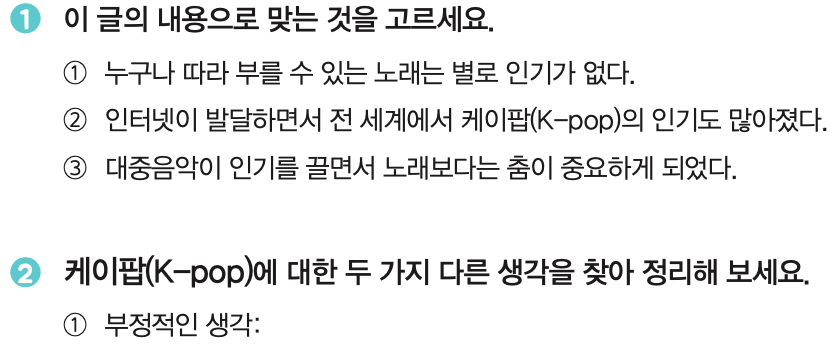 1 이 글의 내용으로 맞는 것을 고르세요.
① 누구나 따라 부를 수 있는 노래는 별로 인기가 없다.
② 인터넷이 발달하면서 전 세계에서 케이팝(K-pop)의 인기도 많아졌다.
③ 대중음악이 인기를 끌면서 노래보다는 춤이 중요하게 되었다.
2 케이팝(K-pop)에 대한 두 가지 다른 생각을 찾아 정리해 보세요.
① 부정적인 생각: